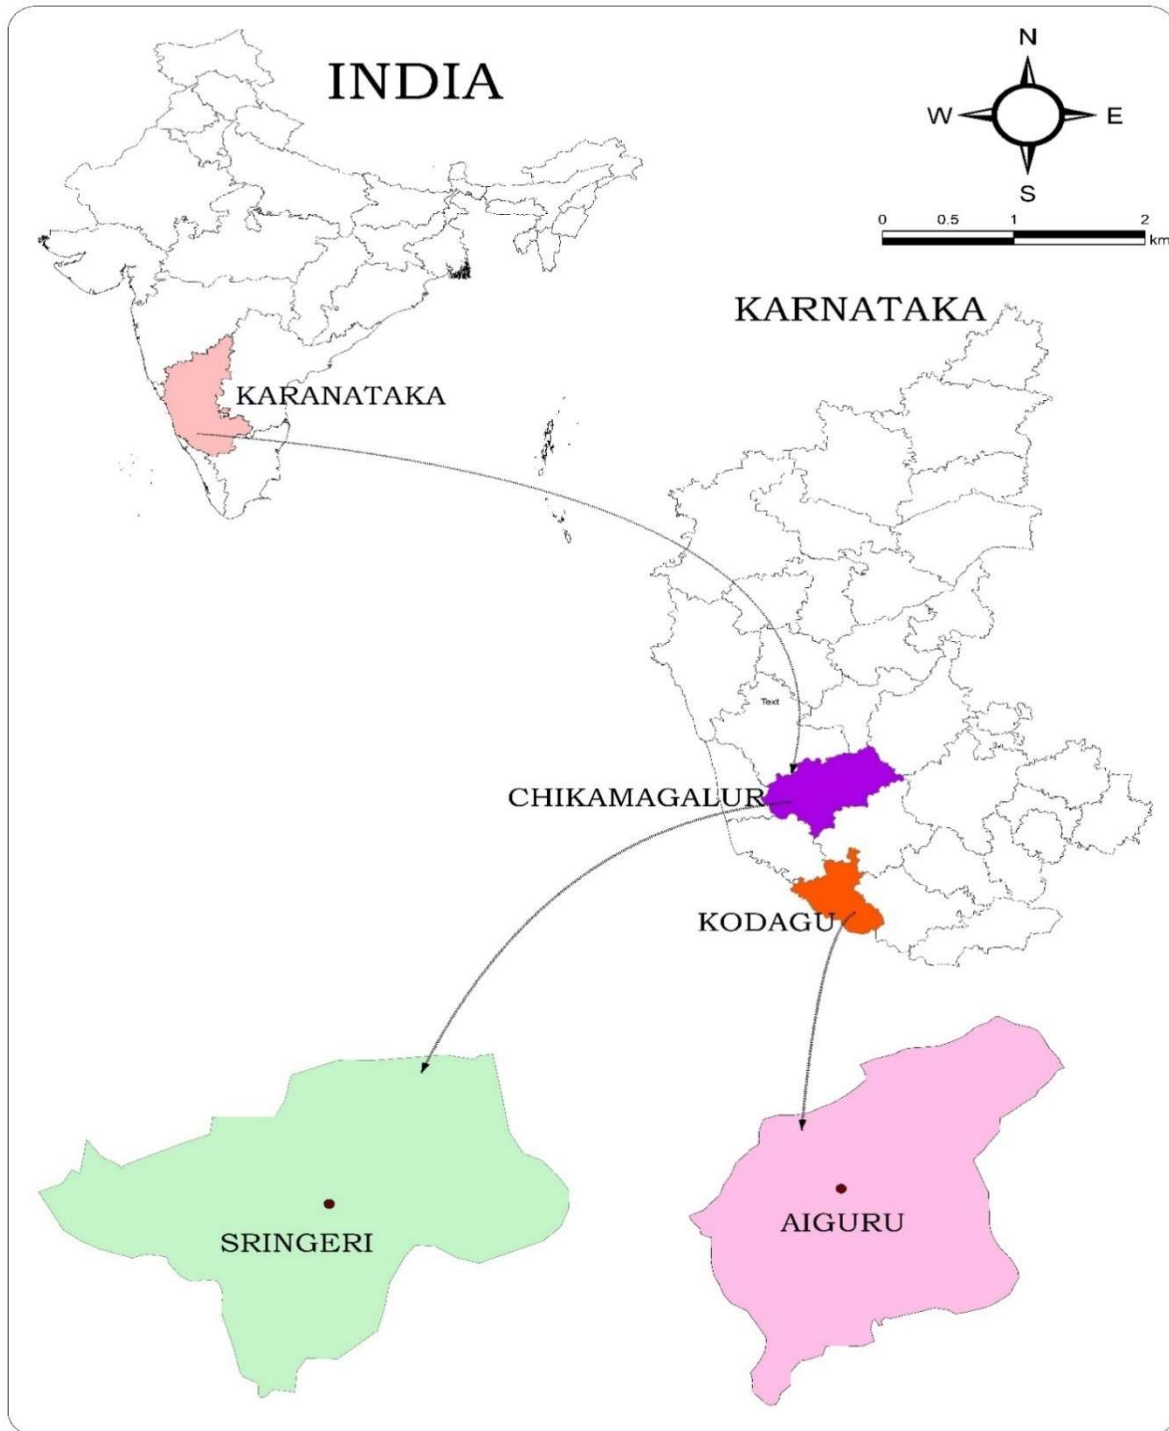 INDIA
N
W E
S
0 0.5 1 2
km
KARNATAKA
KARANATAKA
Text
CHIKAMAGALUR
KODAGU
SRINGERI
AIGURU